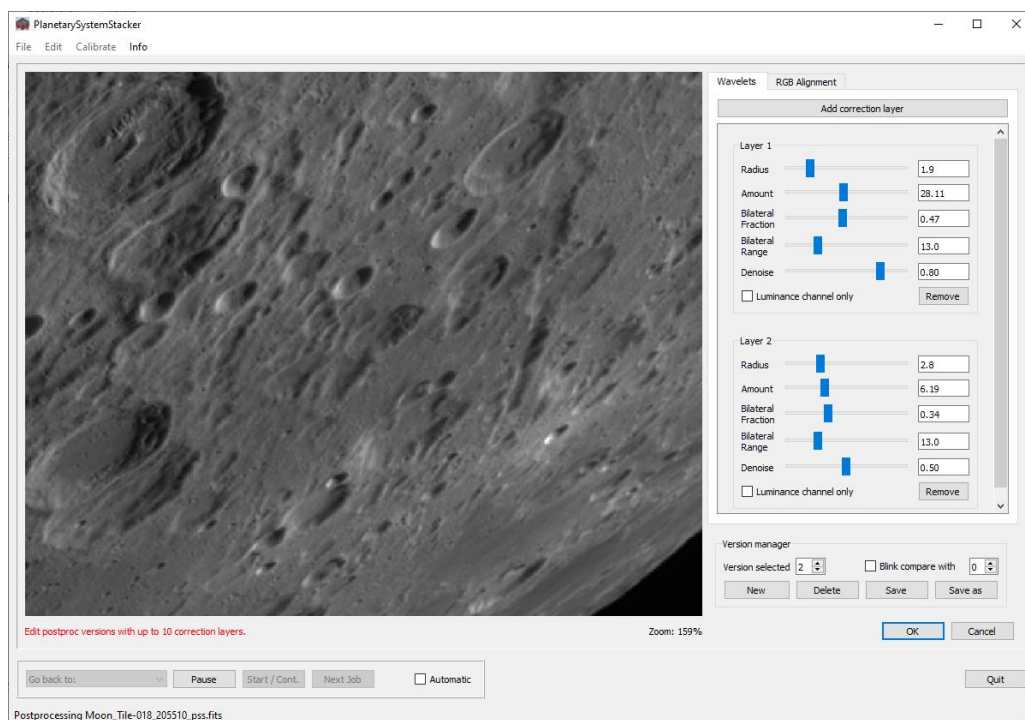 PlanetarySystemStacker
File Edit Calibrate Info
Wavelets RGB Alignment
Add correction layer
Layer 1
Radius 1.9
Amount 28.11
Bilateral
Fraction 0.47
Bilateral
Range 13.0
Denoise 0.80
Luminance channel only Remove
Layer 2
Radius 2.8
Amount 6.19
Bilateral
Fraction 0.34
Bilateral
Range 13.0
Denoise 0.50
Luminance channel only Remove
Version manager
Version selected 2 Blink compare with 0
New Delete Save Save as
Edit postproc versions with up to 10 correction layers. Zoom: 159% OK Cancel
Go back to: Pause Start / Cont. Next Job Automatic Quit
Postprocessing Moon_Tile-018_205510_pss.fits